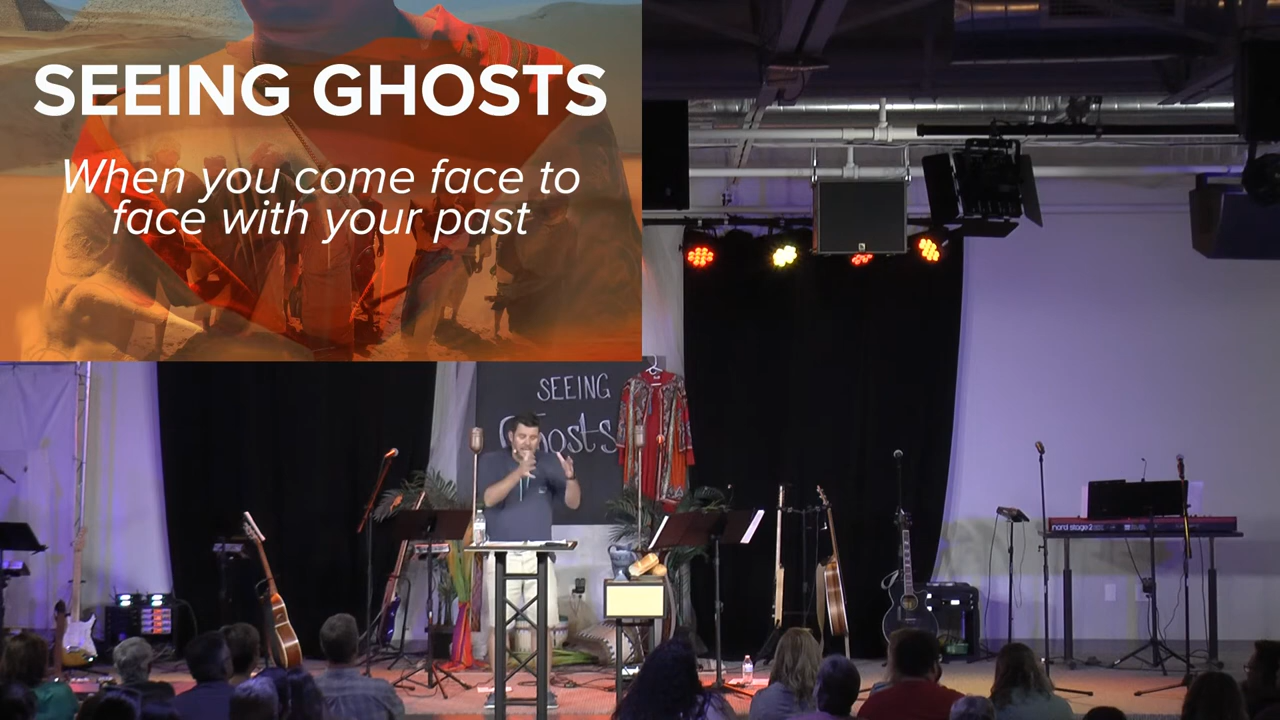 SEEING GHOSTS
When you come face to
face with your past
SEEING
Ghosts
nord stage 2